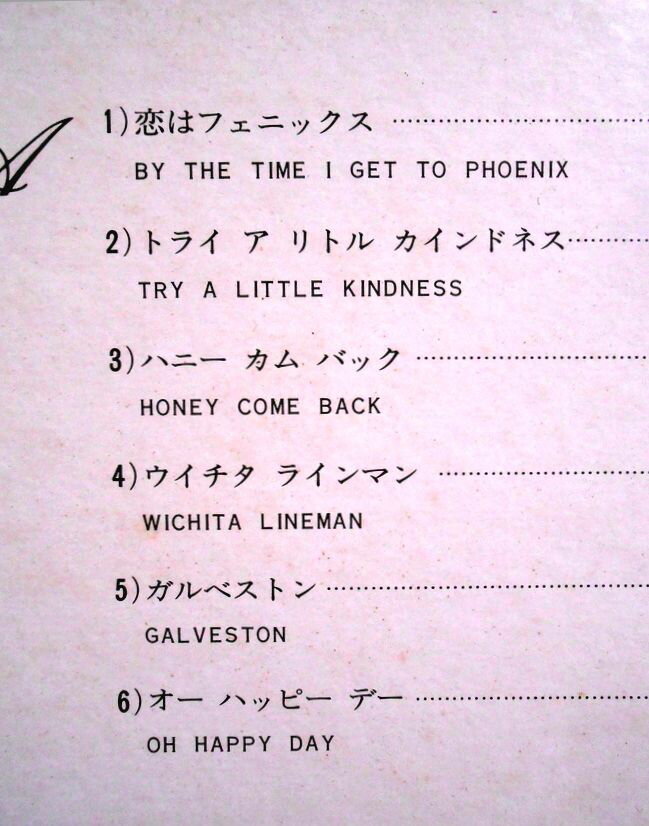 A
1)恋はフェニックス
BY THE TIME I GET TO PHOENIX
2)トライ ア リトル カインドネス
TRY A LITTLE KINDNESS
3)ハニー カム バック
HONEY COME BACK
4)ウイチタ ラインマン
WICHITA LINEMAN
5)ガルベストン
GALVESTON
6)オー ハッピー デー
OH HAPPY DAY